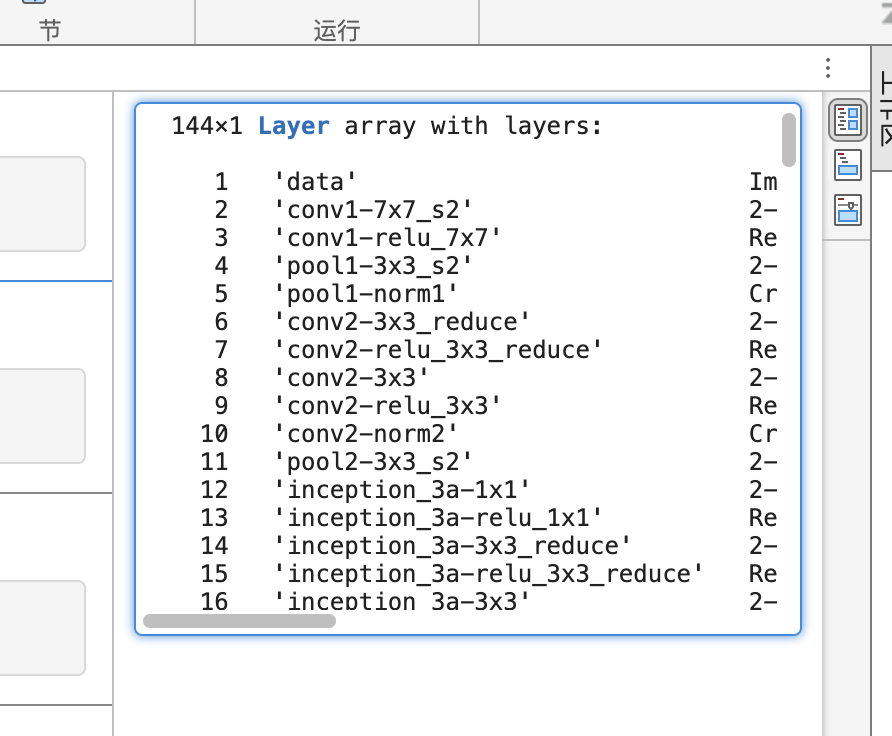 节
运行
144×1 Layer array with layers:
1 'data' Im
2 'conv1-7x7_s2' 2-
3 'conv1-relu_7x7' Re
4 'pool1-3x3_s2' 2-
5 'pool1-norm1' Cr
6 'conv2-3x3_reduce' 2-
7 'conv2-relu_3x3_reduce' Re
8 'conv2-3x3' 2-
9 'conv2-relu_3x3' Re
10 'conv2-norm2' Cr
11 'pool2-3x3_s2' 2-
12 'inception_3a-1x1' 2-
13 'inception_3a-relu_1x1' Re
14 'inception_3a-3x3_reduce' 2-
15 'inception_3a-relu_3x3_reduce' Re
16 'inception_3a-3x3' 2-